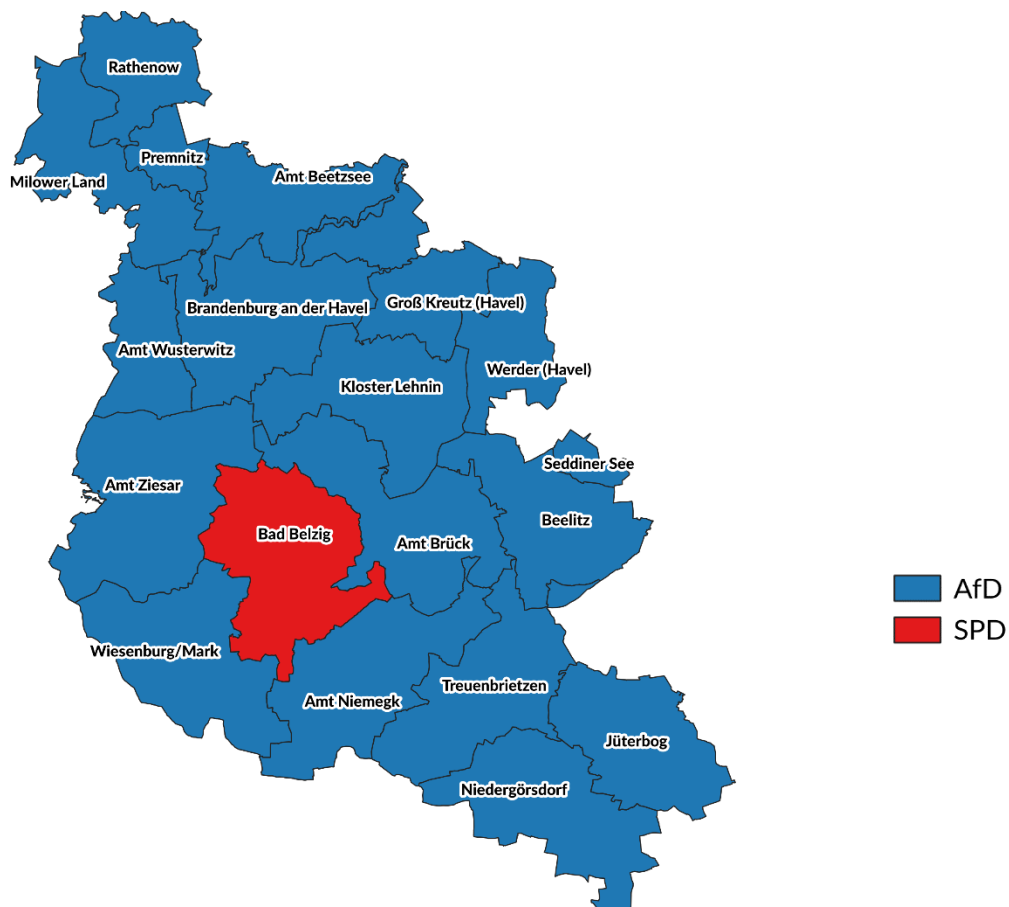 Rathenow
Premnitz
Milower Land
Amt Beetzsee
Brandenburg an der Havel
Groß Kreutz (Havel)
Amt Wusterwitz
Kloster Lehnin
Werder (Havel)
Amt Ziesar
Seddiner See
Bad Belzig
Amt Brück
Beelitz
AfD
SPD
Wiesenburg/Mark
Amt Niemegk
Treuenbrietzen
Jüterbog
Niedergörsdorf